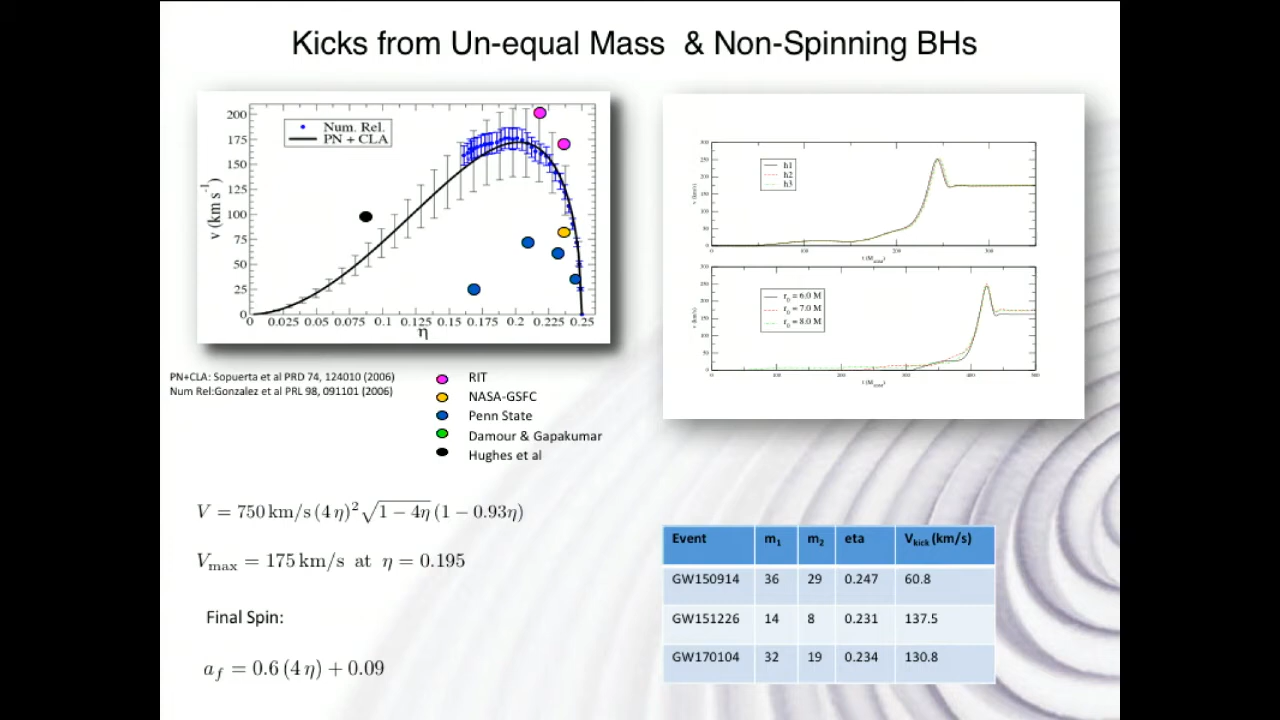 Kicks from Un-equal Mass & Non-Spinning BHs
200
175
150
125
100
75
50
25
0
v (km s⁻¹)
Num. Rel.
PN + CLA
0 0.025 0.05 0.075 0.1 0.125 0.15 0.175 0.2 0.225 0.25
η
h1
h2
h3
r₀ = 6.0 M
r₀ = 7.0 M
r₀ = 8.0 M
PN+CLA: Sopuerta et al PRD 74, 124010 (2006)
Num Rel:Gonzalez et al PRL 98, 091101 (2006)
RIT
NASA-GSFC
Penn State
Damour & Gapakumar
Hughes et al
V = 750 km/s (4 η)² √(1 − 4η) (1 − 0.93η)
Vmax = 175 km/s at η = 0.195
Final Spin:
a_f = 0.6 (4 η) + 0.09
Event m₁ m₂ eta Vkick (km/s)
GW150914 36 29 0.247 60.8
GW151226 14 8 0.231 137.5
GW170104 32 19 0.234 130.8